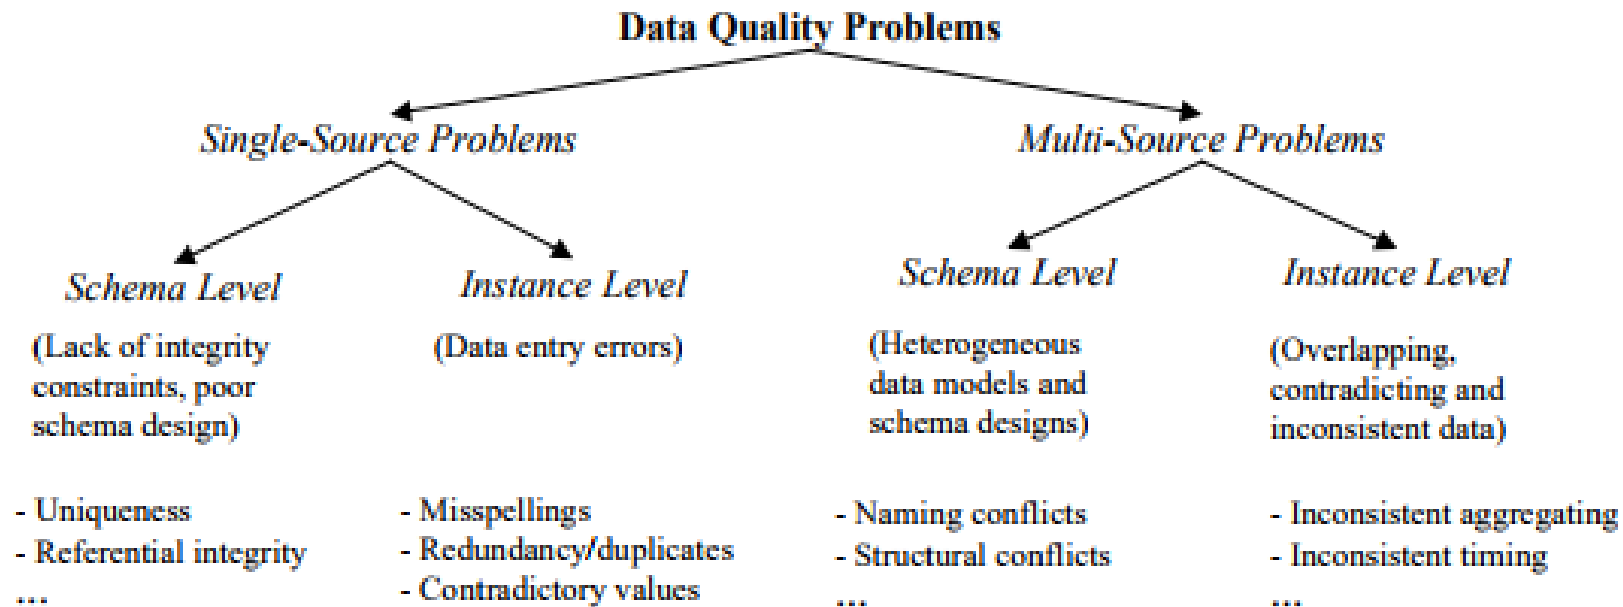 Data Quality Problems
Single-Source Problems
Multi-Source Problems
Schema Level
Instance Level
Schema Level
Instance Level
(Lack of integrity
constraints, poor
schema design)
(Data entry errors)
(Heterogeneous
data models and
schema designs)
(Overlapping,
contradicting and
inconsistent data)
- Uniqueness
- Referential integrity
...
- Misspellings
- Redundancy/duplicates
- Contradictory values
- Naming conflicts
- Structural conflicts
...
- Inconsistent aggregating
- Inconsistent timing
...